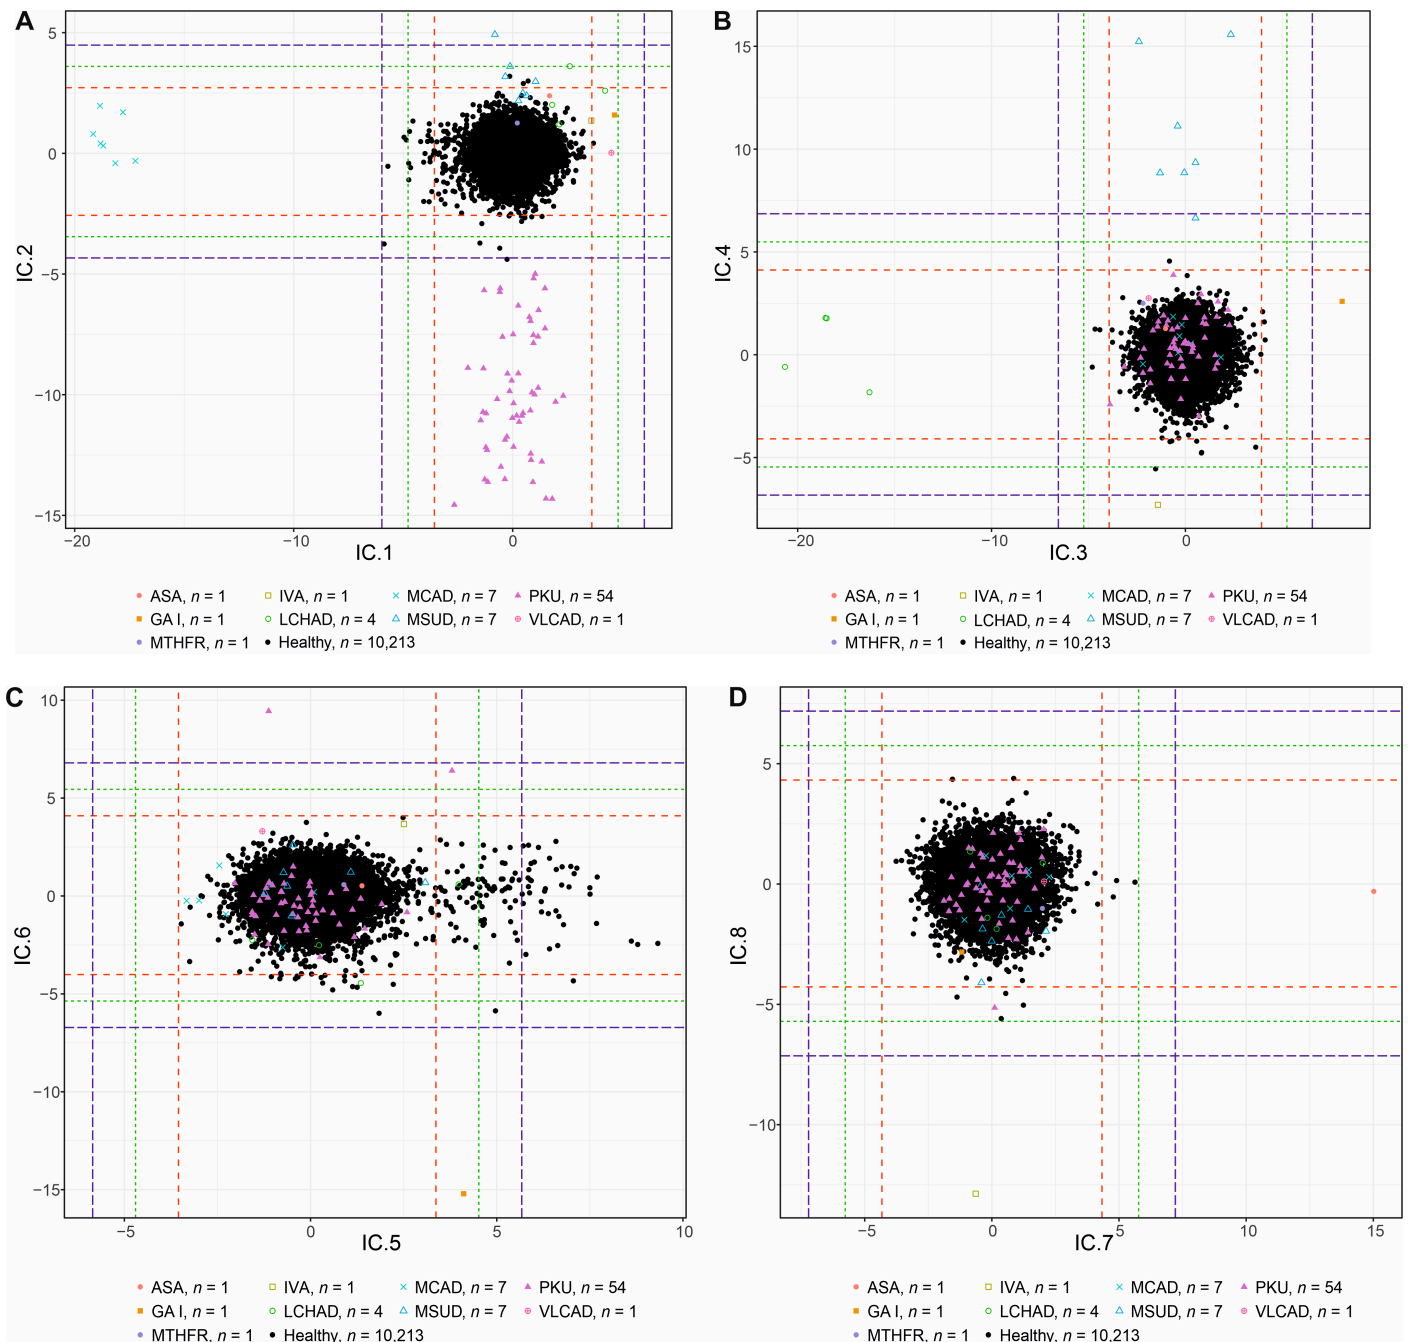 A
5
0
−5
−10
−15
IC.2
−20
−10
0
IC.1
ASA, n = 1
IVA, n = 1
MCAD, n = 7
PKU, n = 54
GA I, n = 1
LCHAD, n = 4
MSUD, n = 7
VLCAD, n = 1
MTHFR, n = 1
Healthy, n = 10,213
B
15
10
5
0
−5
IC.4
−20
−10
0
IC.3
ASA, n = 1
IVA, n = 1
MCAD, n = 7
PKU, n = 54
GA I, n = 1
LCHAD, n = 4
MSUD, n = 7
VLCAD, n = 1
MTHFR, n = 1
Healthy, n = 10,213
C
10
5
0
−5
−10
−15
IC.6
−5
0
5
10
IC.5
ASA, n = 1
IVA, n = 1
MCAD, n = 7
PKU, n = 54
GA I, n = 1
LCHAD, n = 4
MSUD, n = 7
VLCAD, n = 1
MTHFR, n = 1
Healthy, n = 10,213
D
5
0
−5
−10
IC.8
−5
0
5
10
15
IC.7
ASA, n = 1
IVA, n = 1
MCAD, n = 7
PKU, n = 54
GA I, n = 1
LCHAD, n = 4
MSUD, n = 7
VLCAD, n = 1
MTHFR, n = 1
Healthy, n = 10,213